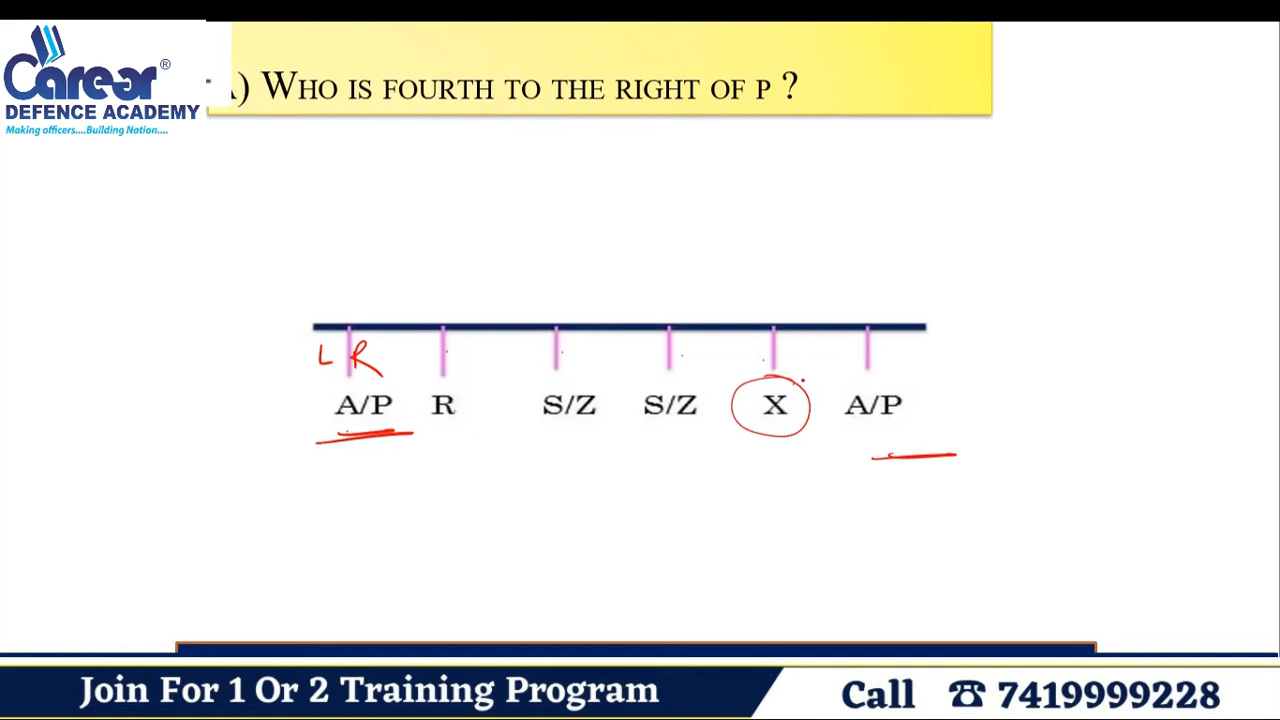 Carear®
DEFENCE ACADEMY
Making officers....Building Nation....
A) WHO IS FOURTH TO THE RIGHT OF P ?
L R
A/P R S/Z S/Z X A/P
Join For 1 Or 2 Training Program
Call ☎ 7419999228